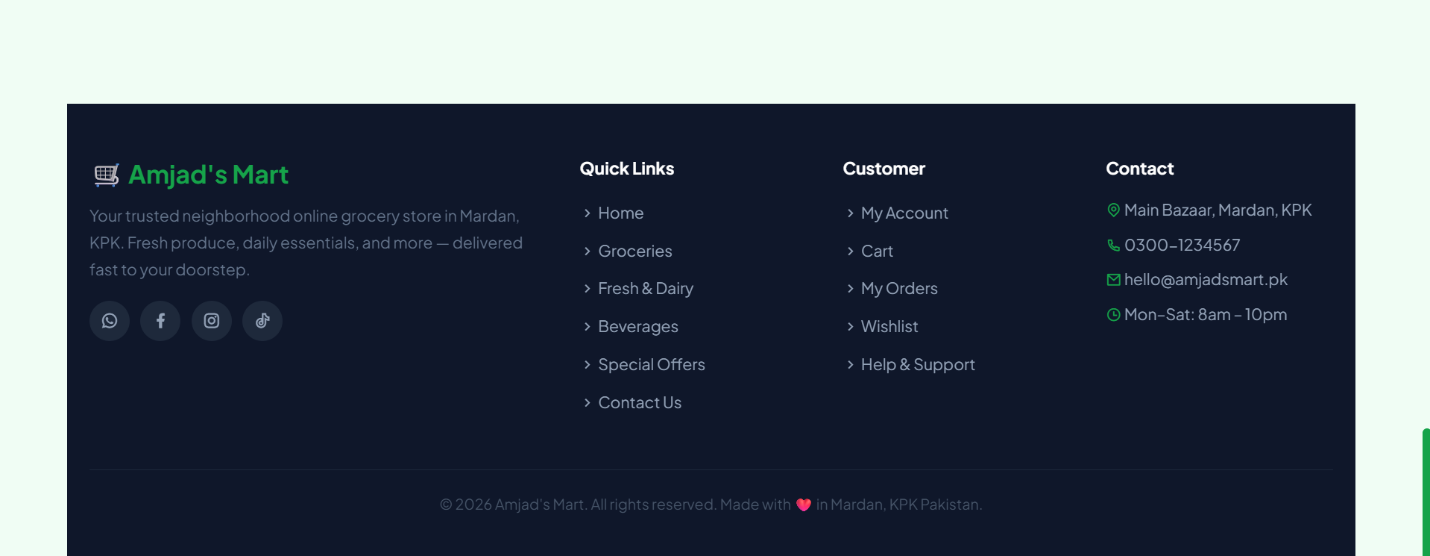 Amjad's Mart
Your trusted neighborhood online grocery store in Mardan,
KPK. Fresh produce, daily essentials, and more — delivered
fast to your doorstep.
Quick Links
Home
Groceries
Fresh & Dairy
Beverages
Special Offers
Contact Us
Customer
My Account
Cart
My Orders
Wishlist
Help & Support
Contact
Main Bazaar, Mardan, KPK
0300-1234567
hello@amjadsmart.pk
Mon–Sat: 8am – 10pm
© 2026 Amjad's Mart. All rights reserved. Made with ❤️ in Mardan, KPK Pakistan.